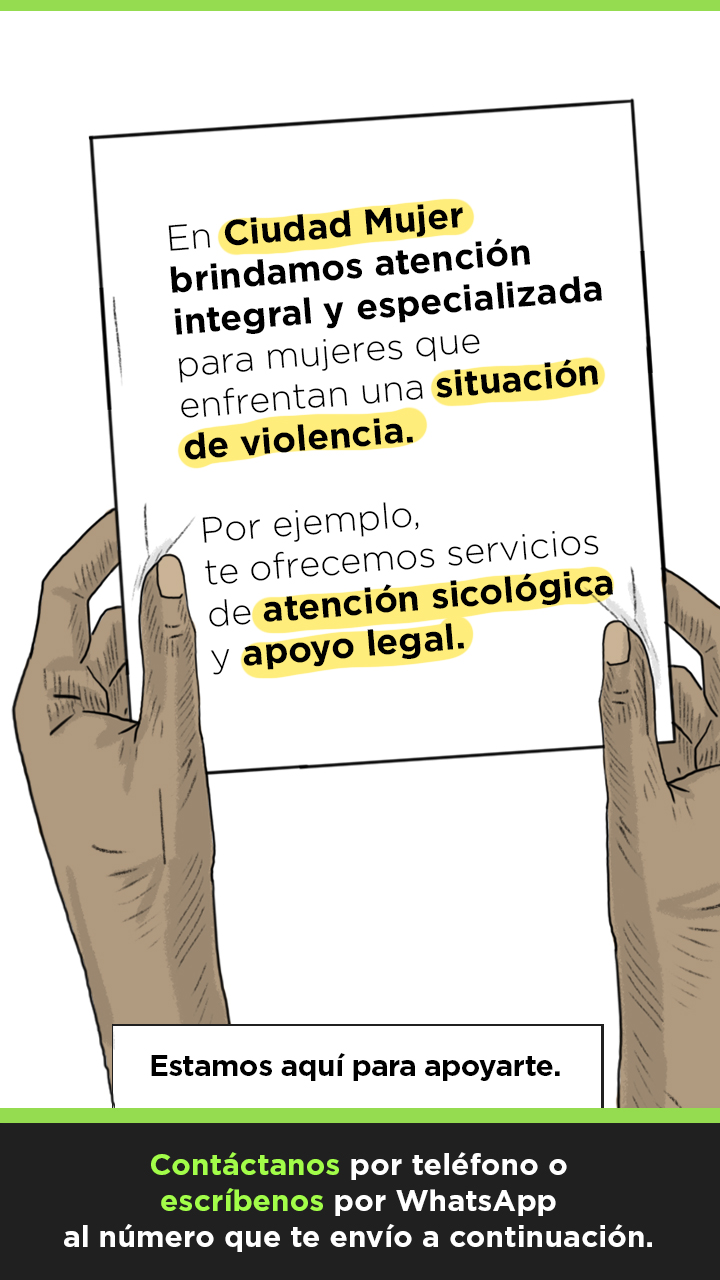 En Ciudad Mujer
brindamos atención
integral y especializada
para mujeres que
enfrentan una situación
de violencia.
Por ejemplo,
te ofrecemos servicios
de atención sicológica
y apoyo legal.
Estamos aquí para apoyarte.
Contáctanos por teléfono o
escríbenos por WhatsApp
al número que te envío a continuación.